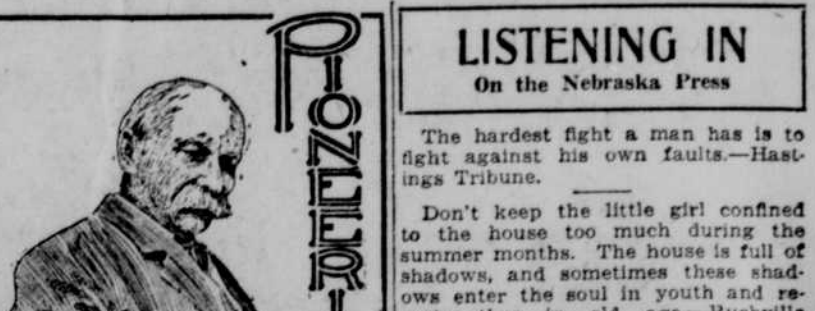 PIONEERI
LISTENING IN
On the Nebraska Press
The hardest fight a man has is to
fight against his own faults.—Hast-
ings Tribune.
Don't keep the little girl confined
to the house too much during the
summer months. The house is full of
shadows, and sometimes these shad-
ows enter the soul in youth and re-